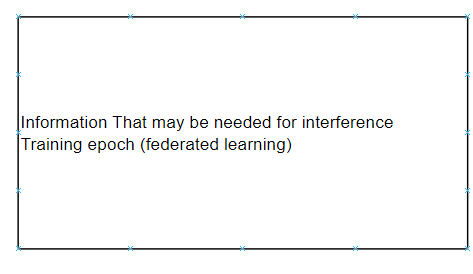 Information That may be needed for interference
Training epoch (federated learning)